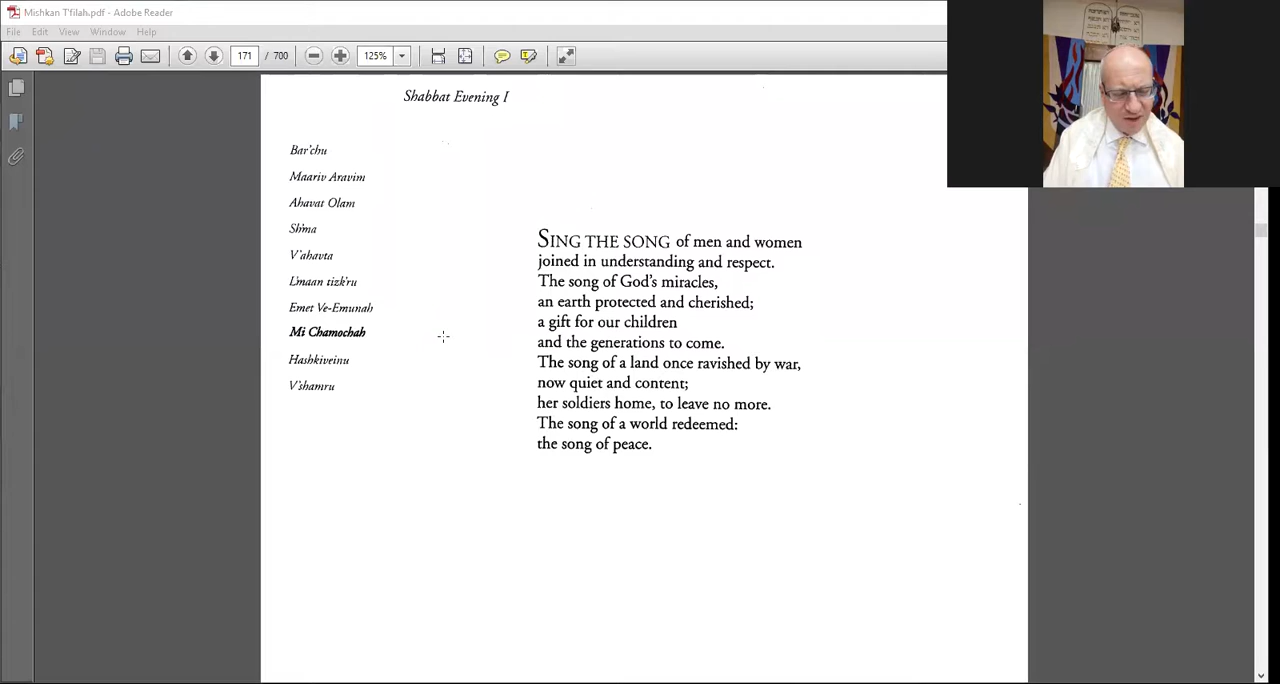 Mishkan T'filah.pdf - Adobe Reader
File Edit View Window Help
171 / 700 125%
Shabbat Evening I
Bar'chu
Maariv Aravim
Ahavat Olam
Sh'ma
V'ahavta
L'maan tizk'ru
Emet Ve-Emunah
Mi Chamochah
Hashkiveinu
V'shamru
SING THE SONG of men and women
joined in understanding and respect.
The song of God's miracles,
an earth protected and cherished;
a gift for our children
and the generations to come.
The song of a land once ravished by war,
now quiet and content;
her soldiers home, to leave no more.
The song of a world redeemed:
the song of peace.